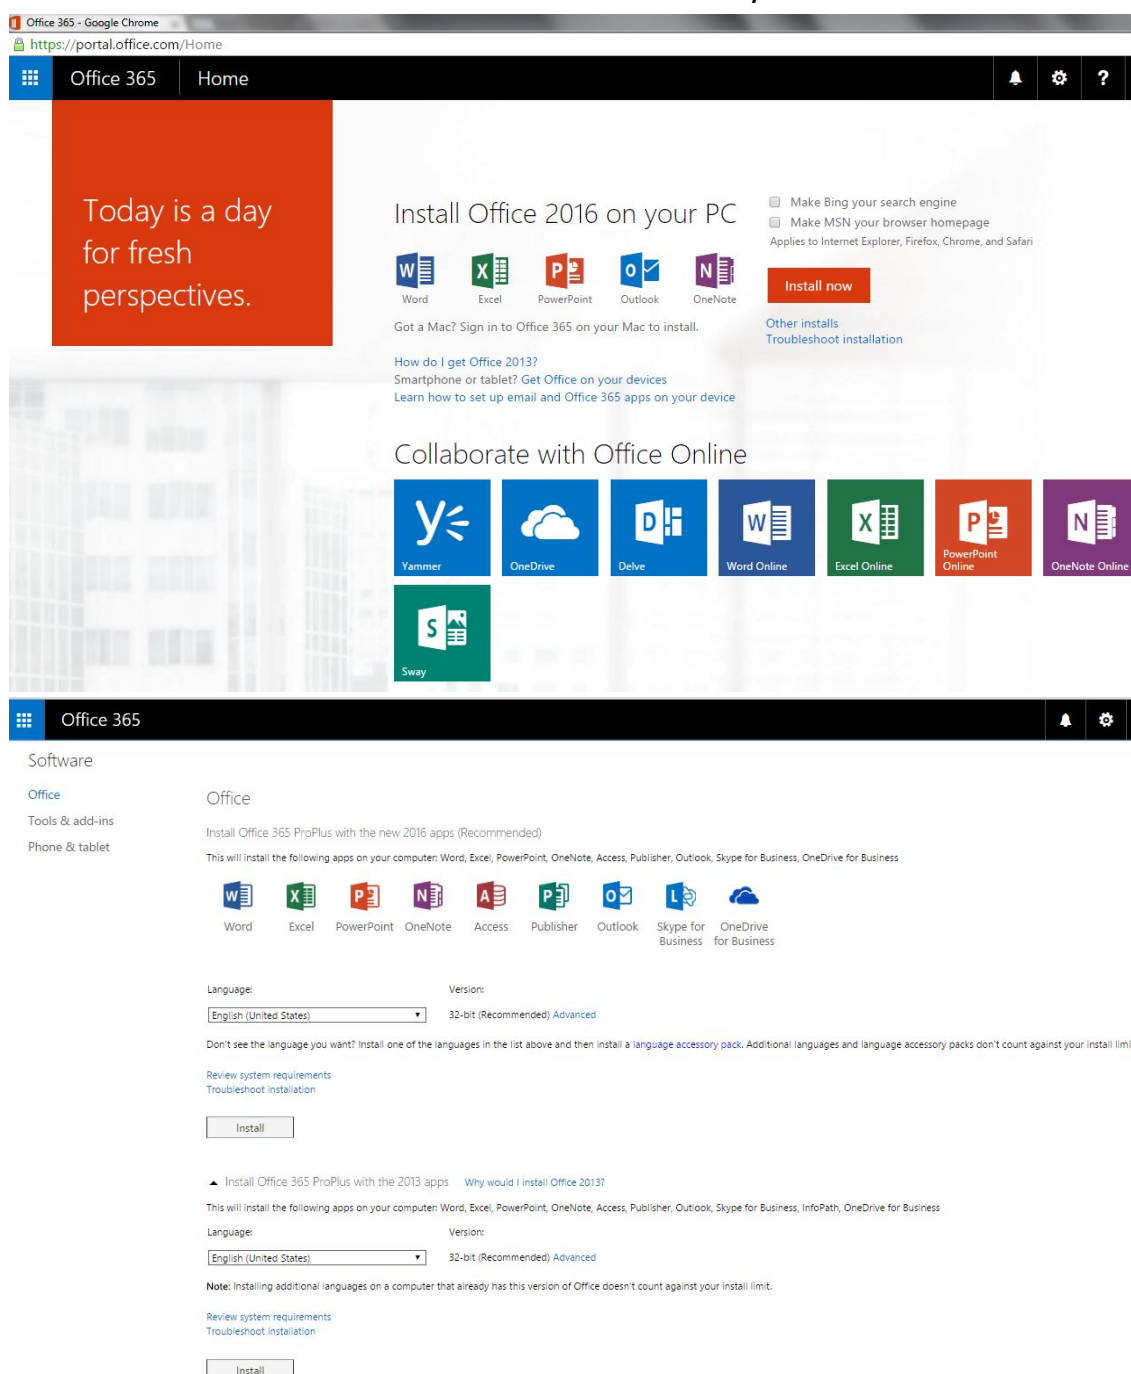 Office 365 - Google Chrome
https://portal.office.com/Home
Office 365 Home
?
Today is a day
for fresh
perspectives.
Install Office 2016 on your PC
Word Excel PowerPoint Outlook OneNote
Got a Mac? Sign in to Office 365 on your Mac to install.
How do I get Office 2013?
Smartphone or tablet? Get Office on your devices
Learn how to set up email and Office 365 apps on your device
Make Bing your search engine
Make MSN your browser homepage
Applies to Internet Explorer, Firefox, Chrome, and Safari
Install now
Other installs
Troubleshoot installation
Collaborate with Office Online
Yammer OneDrive Delve Word Online Excel Online PowerPoint Online OneNote Online
Sway
Office 365
Software
Office
Tools & add-ins
Phone & tablet
Office
Install Office 365 ProPlus with the new 2016 apps (Recommended)
This will install the following apps on your computer: Word, Excel, PowerPoint, OneNote, Access, Publisher, Outlook, Skype for Business, OneDrive for Business
Word Excel PowerPoint OneNote Access Publisher Outlook Skype for Business OneDrive for Business
Language: Version:
English (United States) 32-bit (Recommended) Advanced
Don't see the language you want? Install one of the languages in the list above and then install a language accessory pack. Additional languages and language accessory packs don't count against your install limi
Review system requirements
Troubleshoot installation
Install
Install Office 365 ProPlus with the 2013 apps Why would I install Office 2013?
This will install the following apps on your computer: Word, Excel, PowerPoint, OneNote, Access, Publisher, Outlook, Skype for Business, InfoPath, OneDrive for Business
Language: Version:
English (United States) 32-bit (Recommended) Advanced
Note: Installing additional languages on a computer that already has this version of Office doesn't count against your install limit.
Review system requirements
Troubleshoot installation
Install